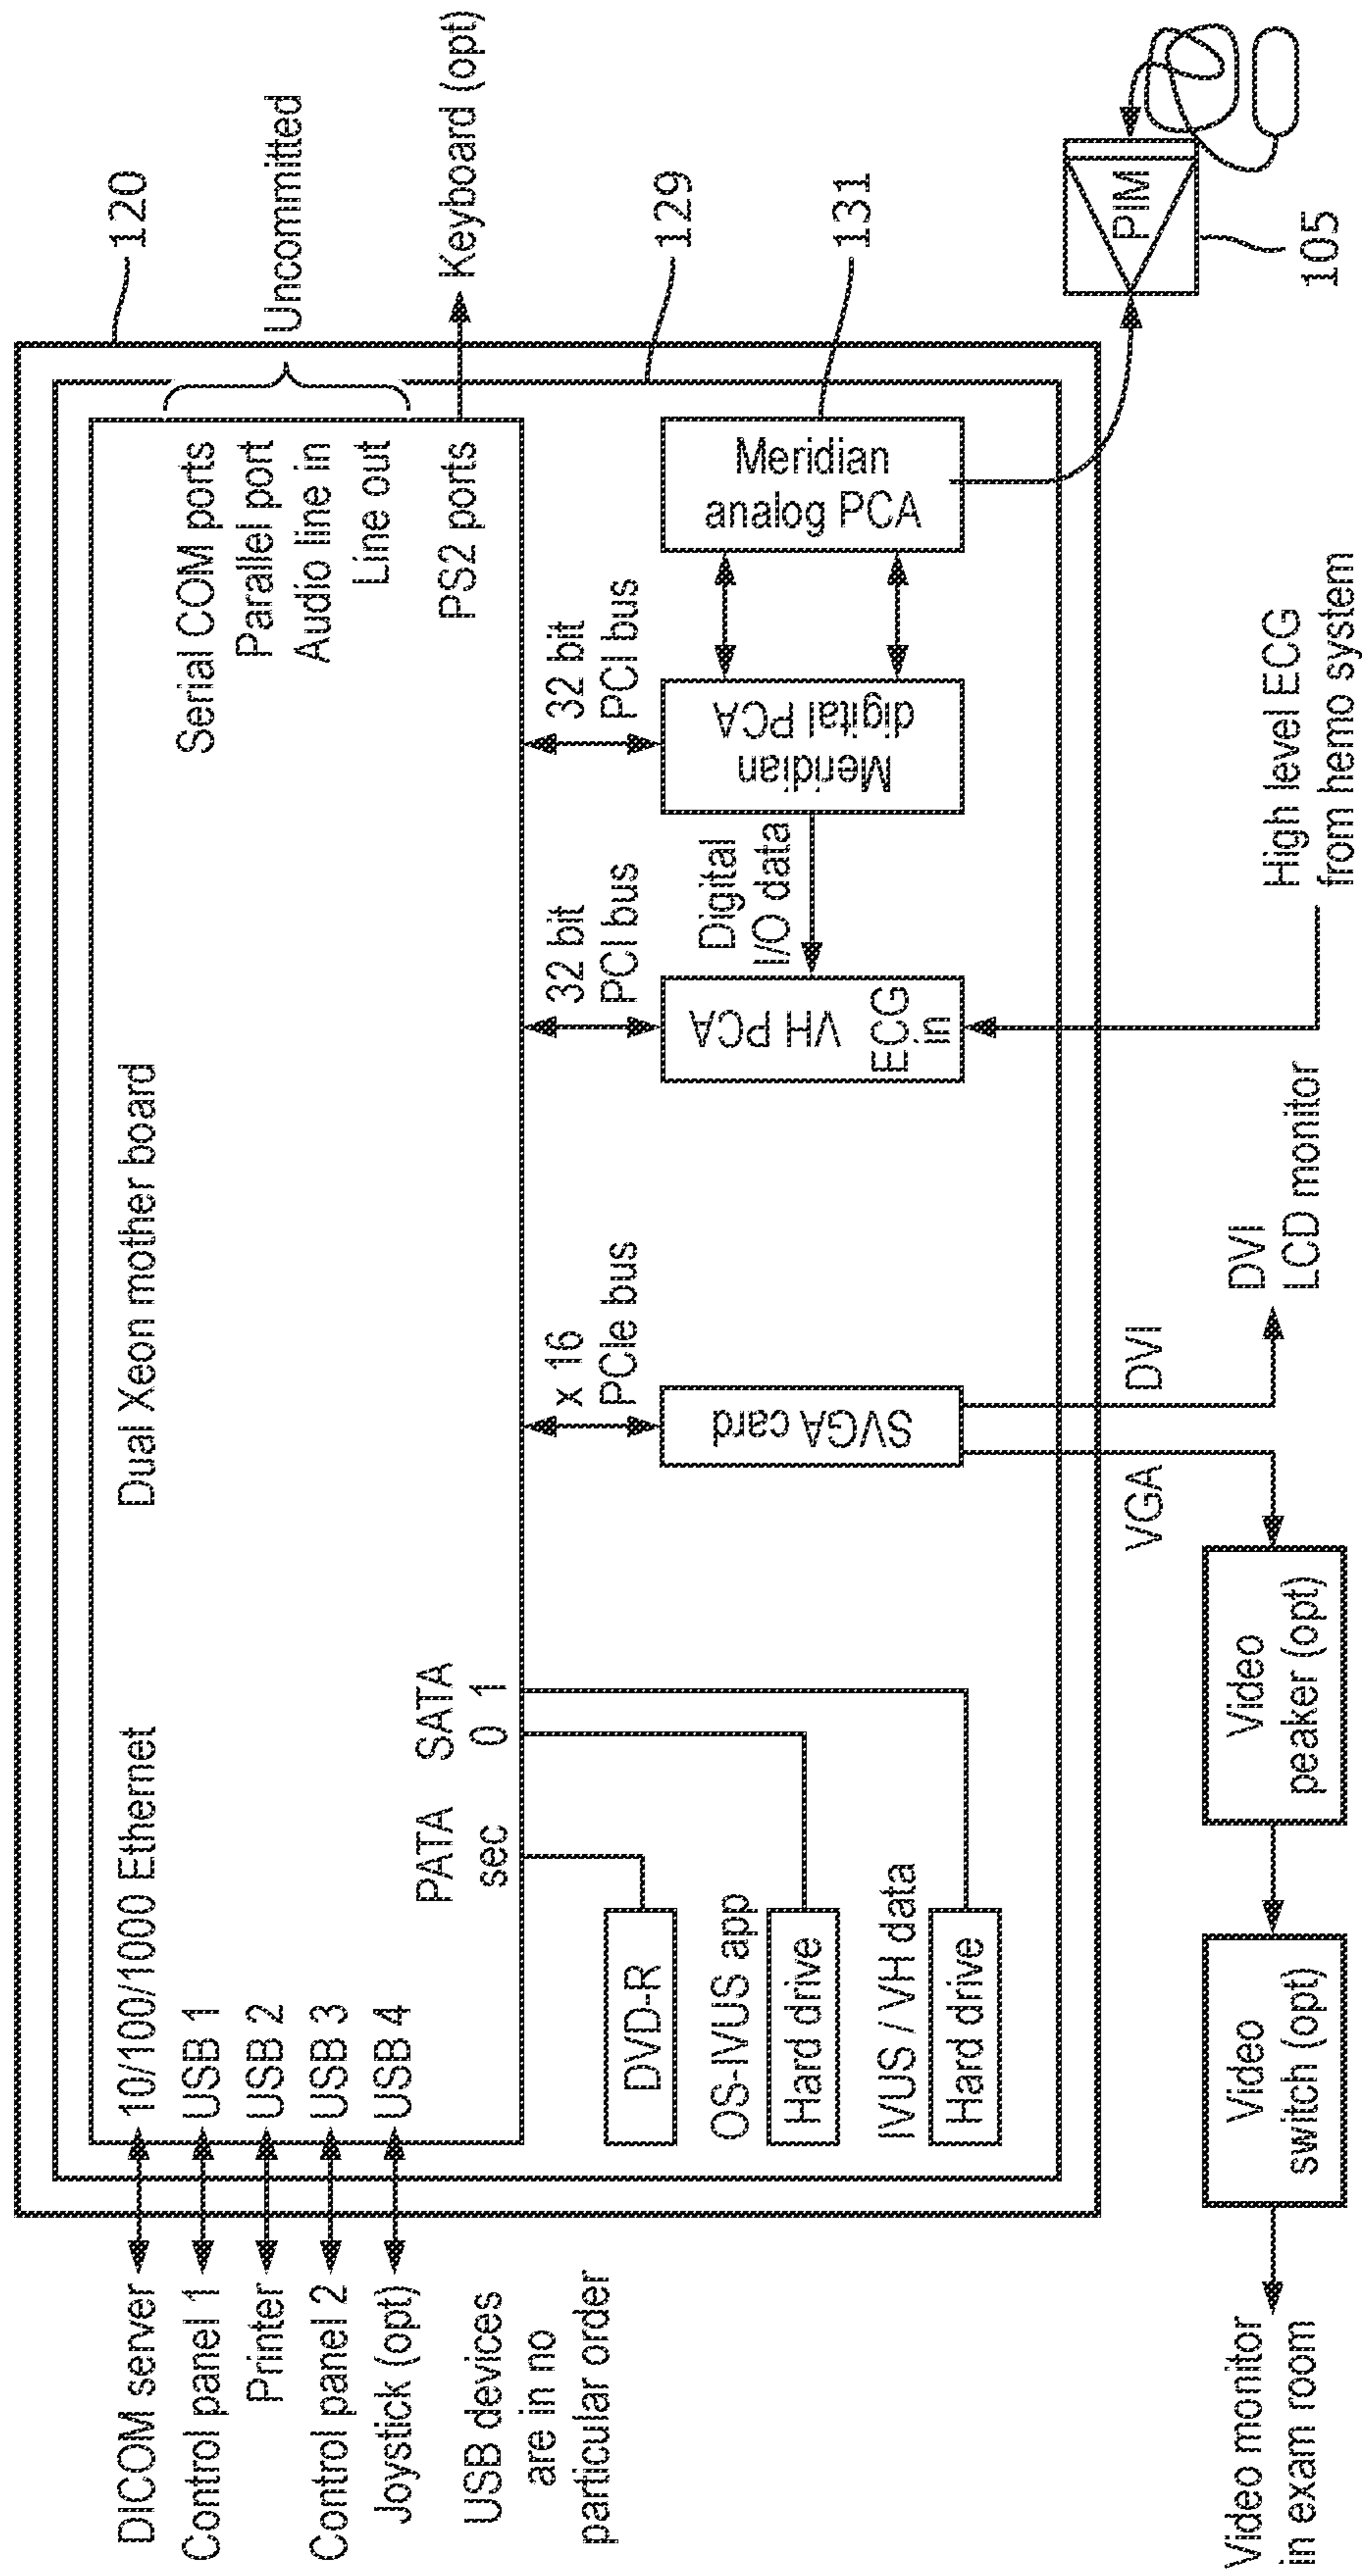 120
Uncommitted
Keyboard (opt)
129
131
PIM
105
Dual Xeon mother board
Serial COM ports
Parallel port
Audio line in
Line out
PS2 ports
10/100/1000 Ethernet
USB 1
USB 2
USB 3
USB 4
DICOM server
Control panel 1
Printer
Control panel 2
Joystick (opt)
USB devices
are in no
particular order
PATA
sec
SATA
0 1
DVD-R
OS-IVUS app
Hard drive
IVUS / VH data
Hard drive
x 16
PCIe bus
SVGA card
32 bit
PCI bus
VH PCA
ECG
in
Digital
I/O data
32 bit
PCI bus
Meridian
digital PCA
Meridian
analog PCA
High level ECG
from hemo system
VGA
DVI
DVI
LCD monitor
Video
peaker (opt)
Video
switch (opt)
Video monitor
in exam room